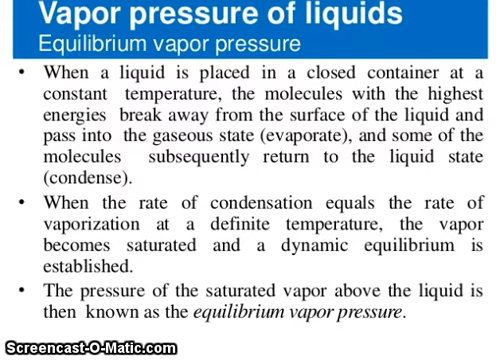 Vapor pressure of liquids
Equilibrium vapor pressure
• When a liquid is placed in a closed container at a
constant temperature, the molecules with the highest
energies break away from the surface of the liquid and
pass into the gaseous state (evaporate), and some of the
molecules subsequently return to the liquid state
(condense).
• When the rate of condensation equals the rate of
vaporization at a definite temperature, the vapor
becomes saturated and a dynamic equilibrium is
established.
• The pressure of the saturated vapor above the liquid is
then known as the equilibrium vapor pressure.
Screencast-O-Matic.com